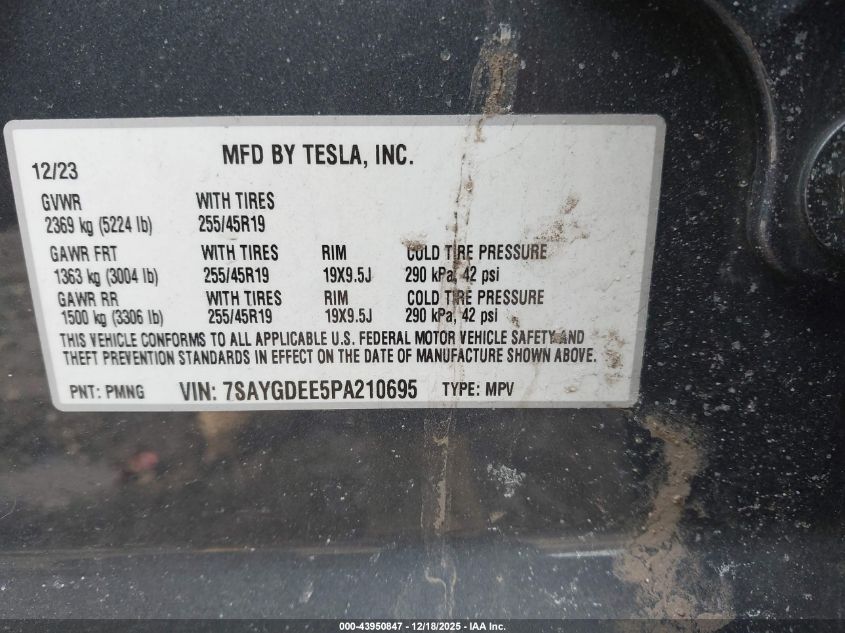 12/23 MFD BY TESLA, INC.
GVWR WITH TIRES
2369 kg (5224 lb) 255/45R19
GAWR FRT WITH TIRES RIM COLD TIRE PRESSURE
1363 kg (3004 lb) 255/45R19 19X9.5J 290 kPa, 42 psi
GAWR RR WITH TIRES RIM COLD TIRE PRESSURE
1500 kg (3306 lb) 255/45R19 19X9.5J 290 kPa, 42 psi
THIS VEHICLE CONFORMS TO ALL APPLICABLE U.S. FEDERAL MOTOR VEHICLE SAFETY AND
THEFT PREVENTION STANDARDS IN EFFECT ON THE DATE OF MANUFACTURE SHOWN ABOVE.
PNT: PMNG VIN: 7SAYGDEE5PA210695 TYPE: MPV
000-43950847 - 12/18/2025 - IAA Inc.